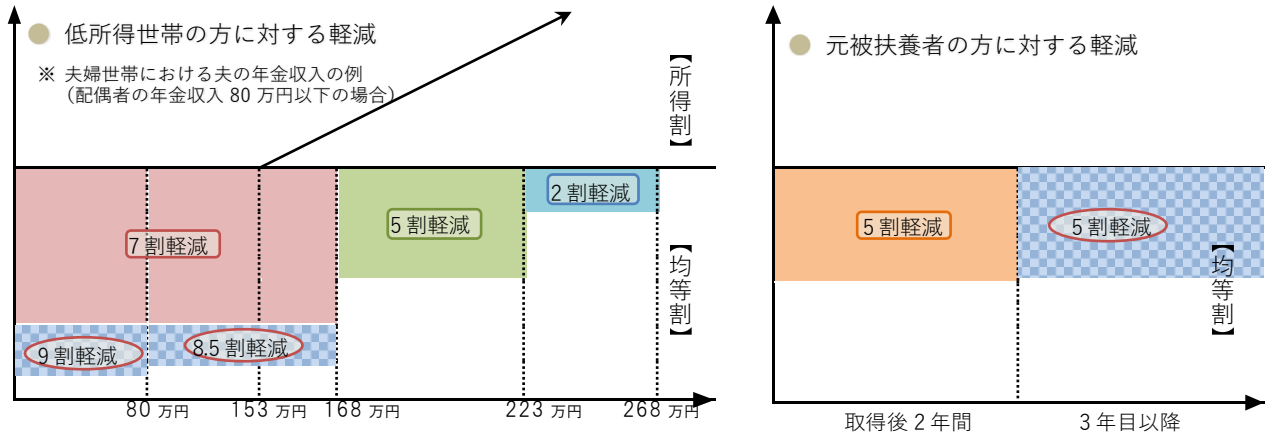 低所得世帯の方に対する軽減
※ 夫婦世帯における夫の年金収入の例
(配偶者の年金収入 80 万円以下の場合)
【所得割】
7 割軽減
5 割軽減
2 割軽減
【均等割】
9 割軽減
8.5 割軽減
80 万円
153 万円
168 万円
223 万円
268 万円
元被扶養者の方に対する軽減
5 割軽減
5 割軽減
【均等割】
取得後 2 年間
3 年目以降